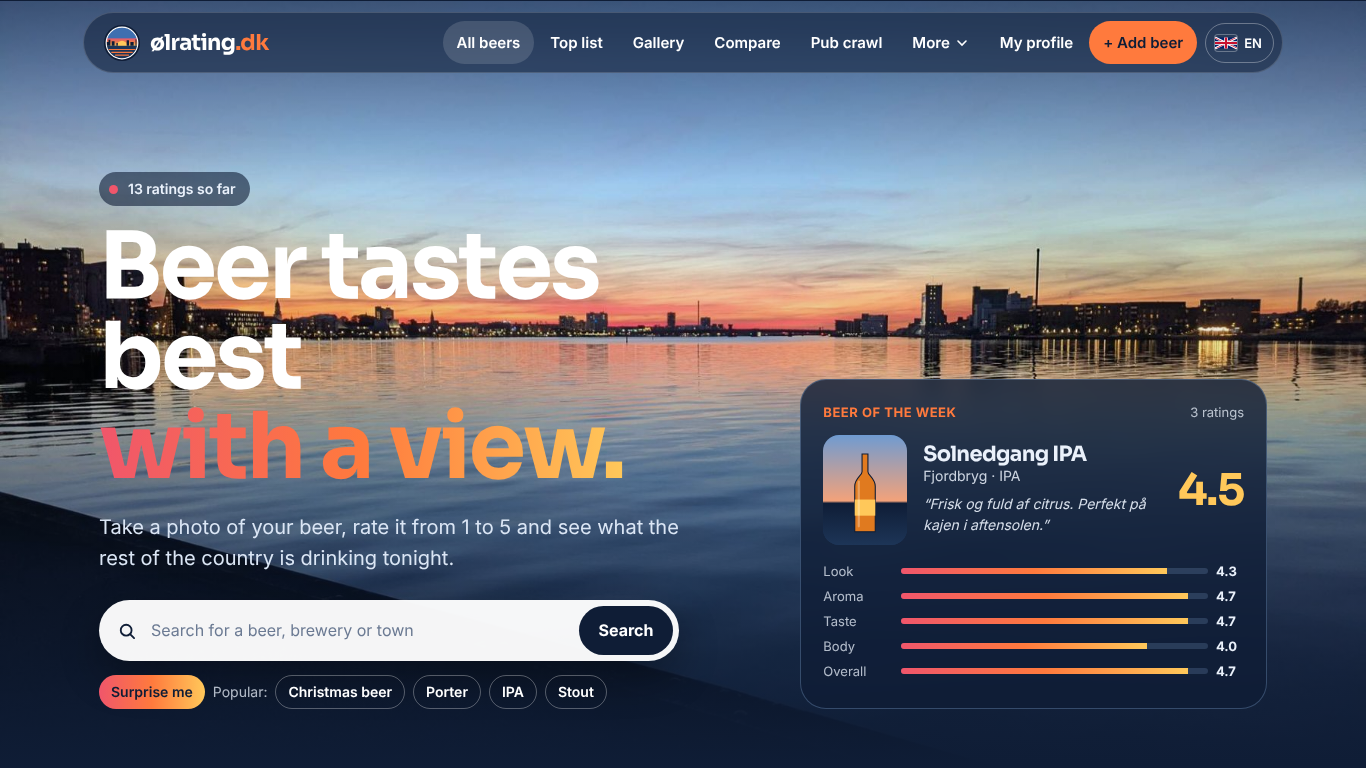 ølrating.dk
All beers
Top list
Gallery
Compare
Pub crawl
More
My profile
+ Add beer
EN
13 ratings so far
Beer tastes
best
with a view.
Take a photo of your beer, rate it from 1 to 5 and see what the
rest of the country is drinking tonight.
Search for a beer, brewery or town
Search
Surprise me
Popular:
Christmas beer
Porter
IPA
Stout
BEER OF THE WEEK
3 ratings
Solnedgang IPA
Fjordbryg · IPA
“Frisk og fuld af citrus. Perfekt på
kajen i aftensolen.”
4.5
Look 4.3
Aroma 4.7
Taste 4.7
Body 4.0
Overall 4.7